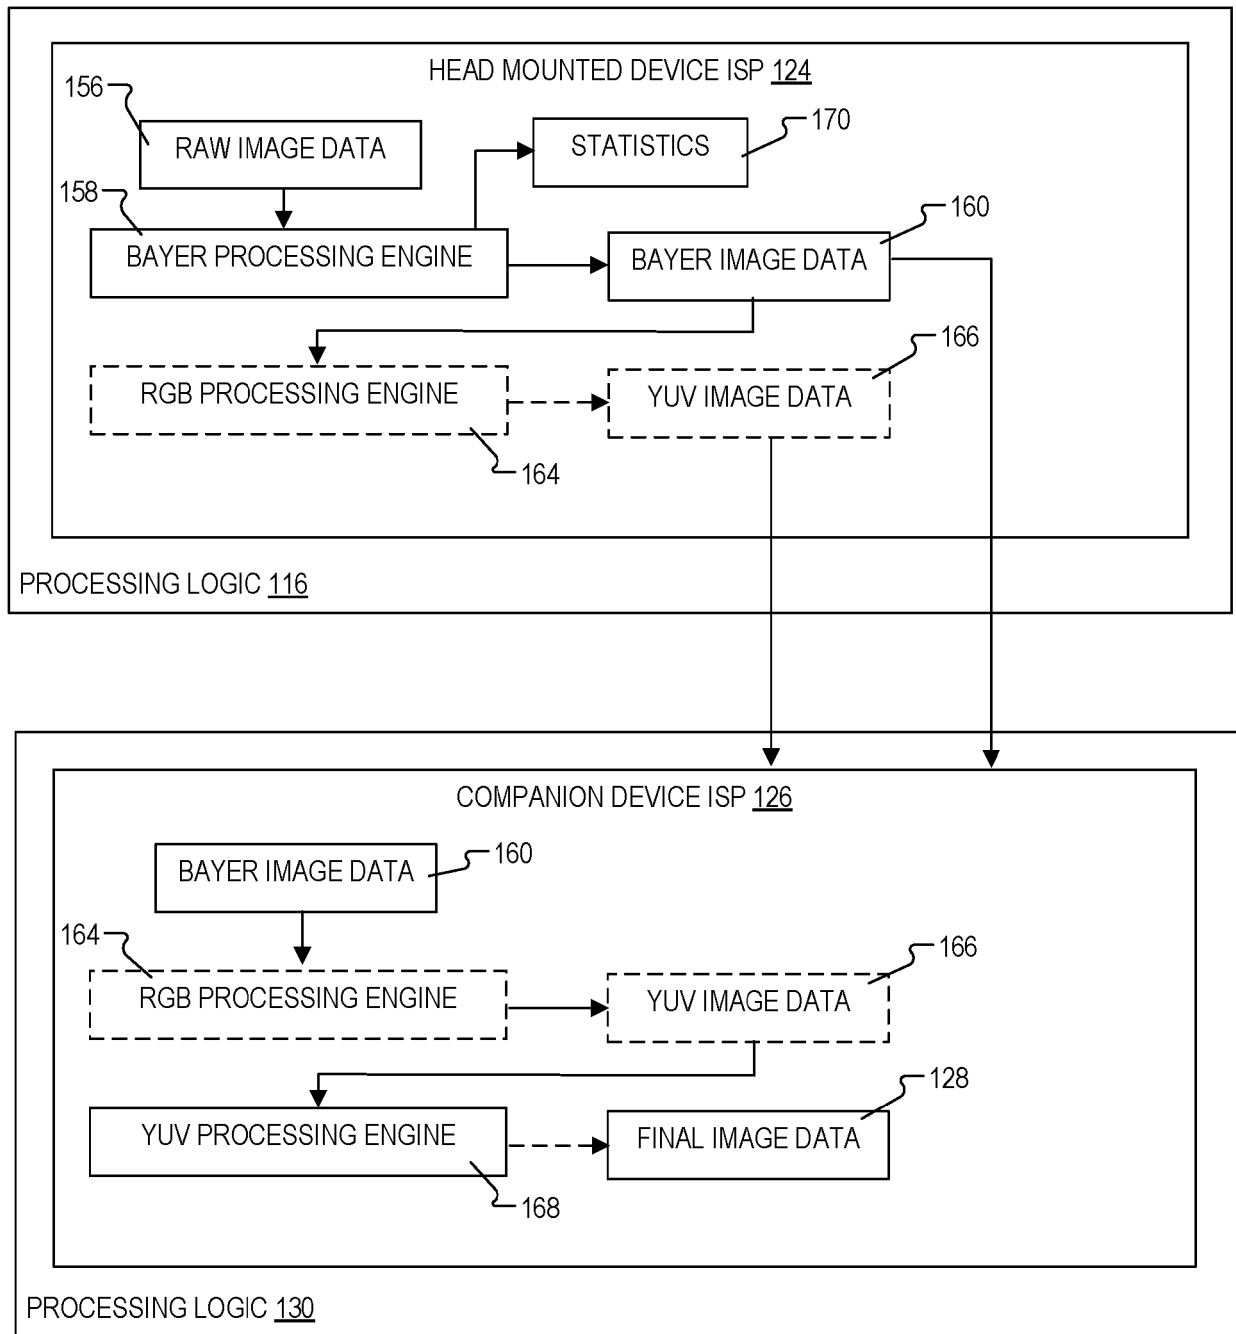 HEAD MOUNTED DEVICE ISP 124
156
RAW IMAGE DATA
STATISTICS
170
158
BAYER PROCESSING ENGINE
BAYER IMAGE DATA
160
RGB PROCESSING ENGINE
164
YUV IMAGE DATA
166
PROCESSING LOGIC 116
COMPANION DEVICE ISP 126
BAYER IMAGE DATA
160
164
RGB PROCESSING ENGINE
YUV IMAGE DATA
166
YUV PROCESSING ENGINE
168
FINAL IMAGE DATA
128
PROCESSING LOGIC 130